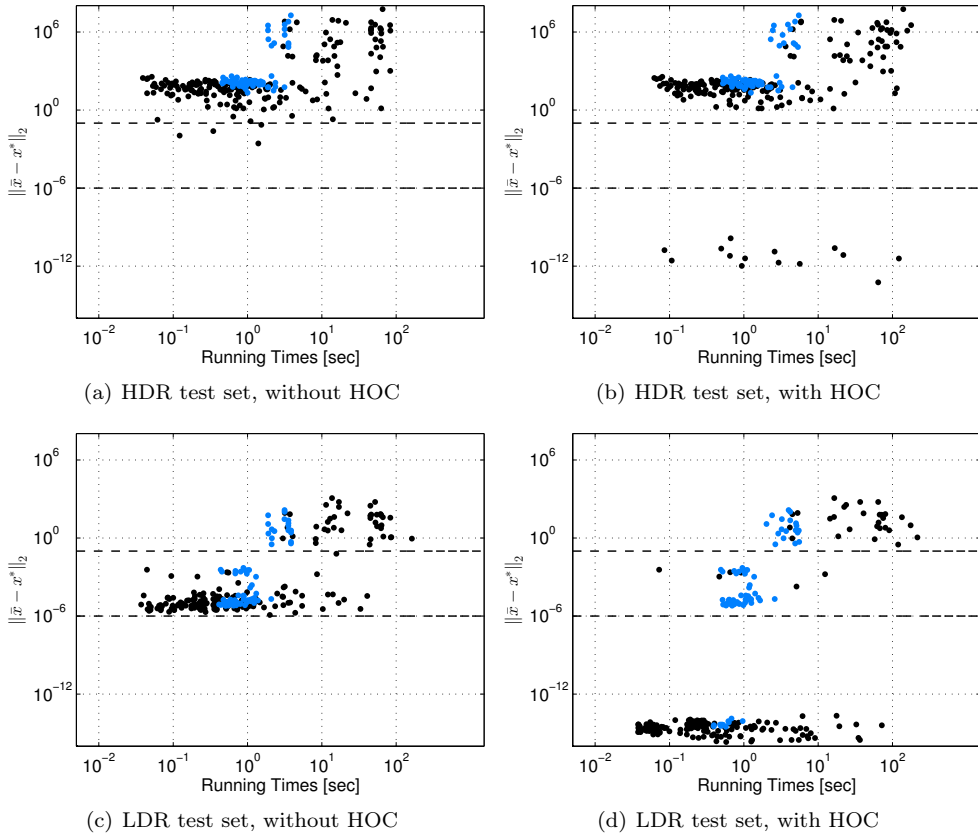 10^6
10^0
10^−6
10^−12
||x̄ − x*||_2
10^−2 10^−1 10^0 10^1 10^2
Running Times [sec]
(a) HDR test set, without HOC
10^6
10^0
10^−6
10^−12
||x̄ − x*||_2
10^−2 10^−1 10^0 10^1 10^2
Running Times [sec]
(b) HDR test set, with HOC
10^6
10^0
10^−6
10^−12
||x̄ − x*||_2
10^−2 10^−1 10^0 10^1 10^2
Running Times [sec]
(c) LDR test set, without HOC
10^6
10^0
10^−6
10^−12
||x̄ − x*||_2
10^−2 10^−1 10^0 10^1 10^2
Running Times [sec]
(d) LDR test set, with HOC